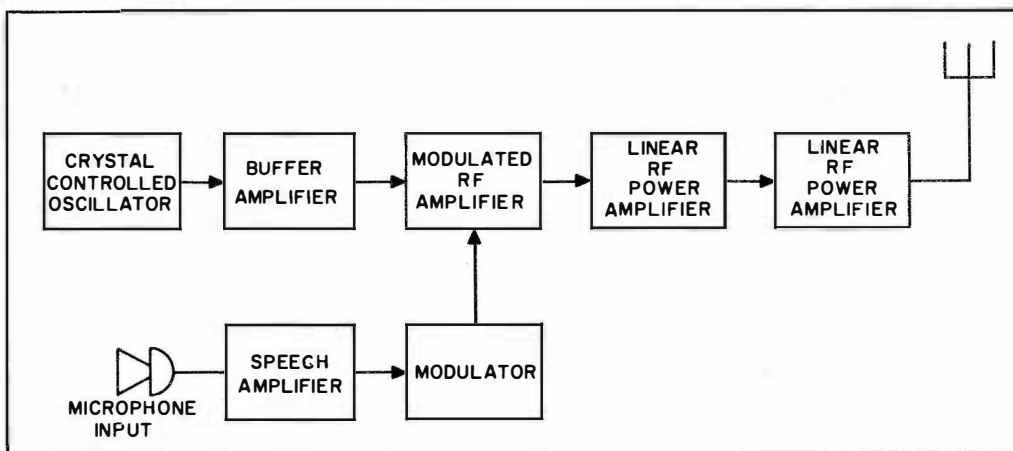 CRYSTAL
CONTROLLED
OSCILLATOR
BUFFER
AMPLIFIER
MODULATED
RF
AMPLIFIER
LINEAR
RF
POWER
AMPLIFIER
LINEAR
RF
POWER
AMPLIFIER
MICROPHONE
INPUT
SPEECH
AMPLIFIER
MODULATOR